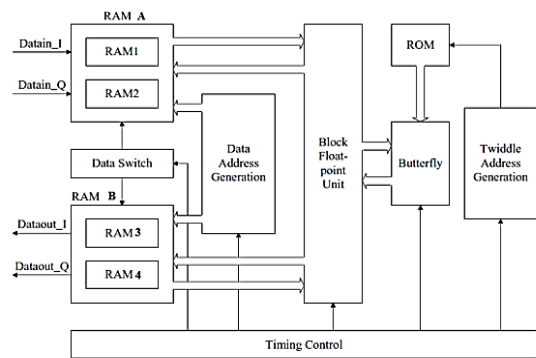 RAM A
Datain_I
RAM1
Datain_Q
RAM2
Data Switch
RAM B
Dataout_I
RAM3
Dataout_Q
RAM4
Data
Address
Generation
Block
Float-
point
Unit
ROM
Butterfly
Twiddle
Address
Generation
Timing Control